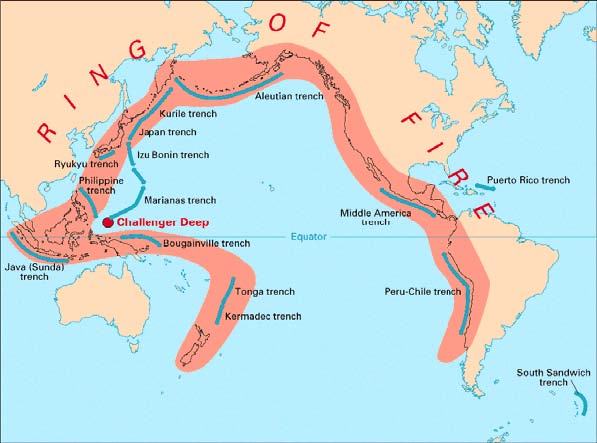 RING OF FIRE
Aleutian trench
Kurile trench
Japan trench
Izu Bonin trench
Ryukyu trench
Philippine
trench
Marianas trench
Challenger Deep
Bougainville trench
Java (Sunda)
trench
Tonga trench
Kermadec trench
Equator
Puerto Rico trench
Middle America
trench
Peru-Chile trench
South Sandwich
trench